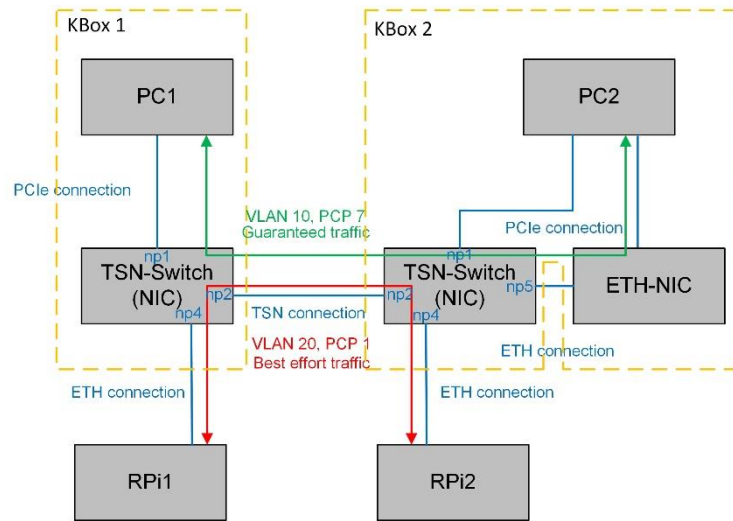 KBox 1
KBox 2
PC1
PC2
PCIe connection
VLAN 10, PCP 7
Guaranteed traffic
PCIe connection
np1
TSN-Switch
(NIC)
np2
np4
TSN connection
np1
TSN-Switch
(NIC)
np2
np4
np5
ETH-NIC
VLAN 20, PCP 1
Best effort traffic
ETH connection
ETH connection
ETH connection
RPi1
RPi2